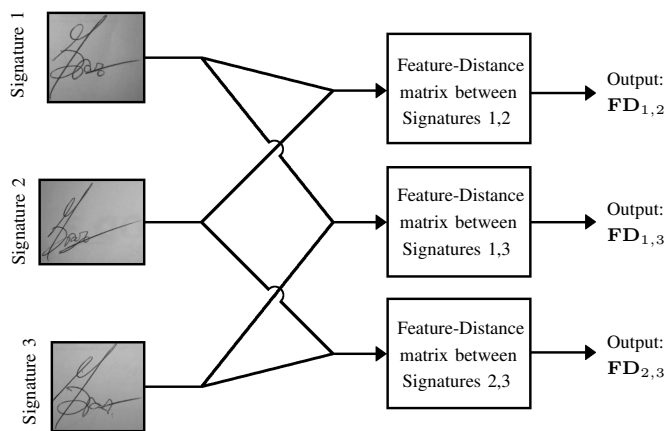 Signature 1
Feature-Distance
matrix between
Signatures 1,2
Output:
FD1,2
Signature 2
Feature-Distance
matrix between
Signatures 1,3
Output:
FD1,3
Signature 3
Feature-Distance
matrix between
Signatures 2,3
Output:
FD2,3